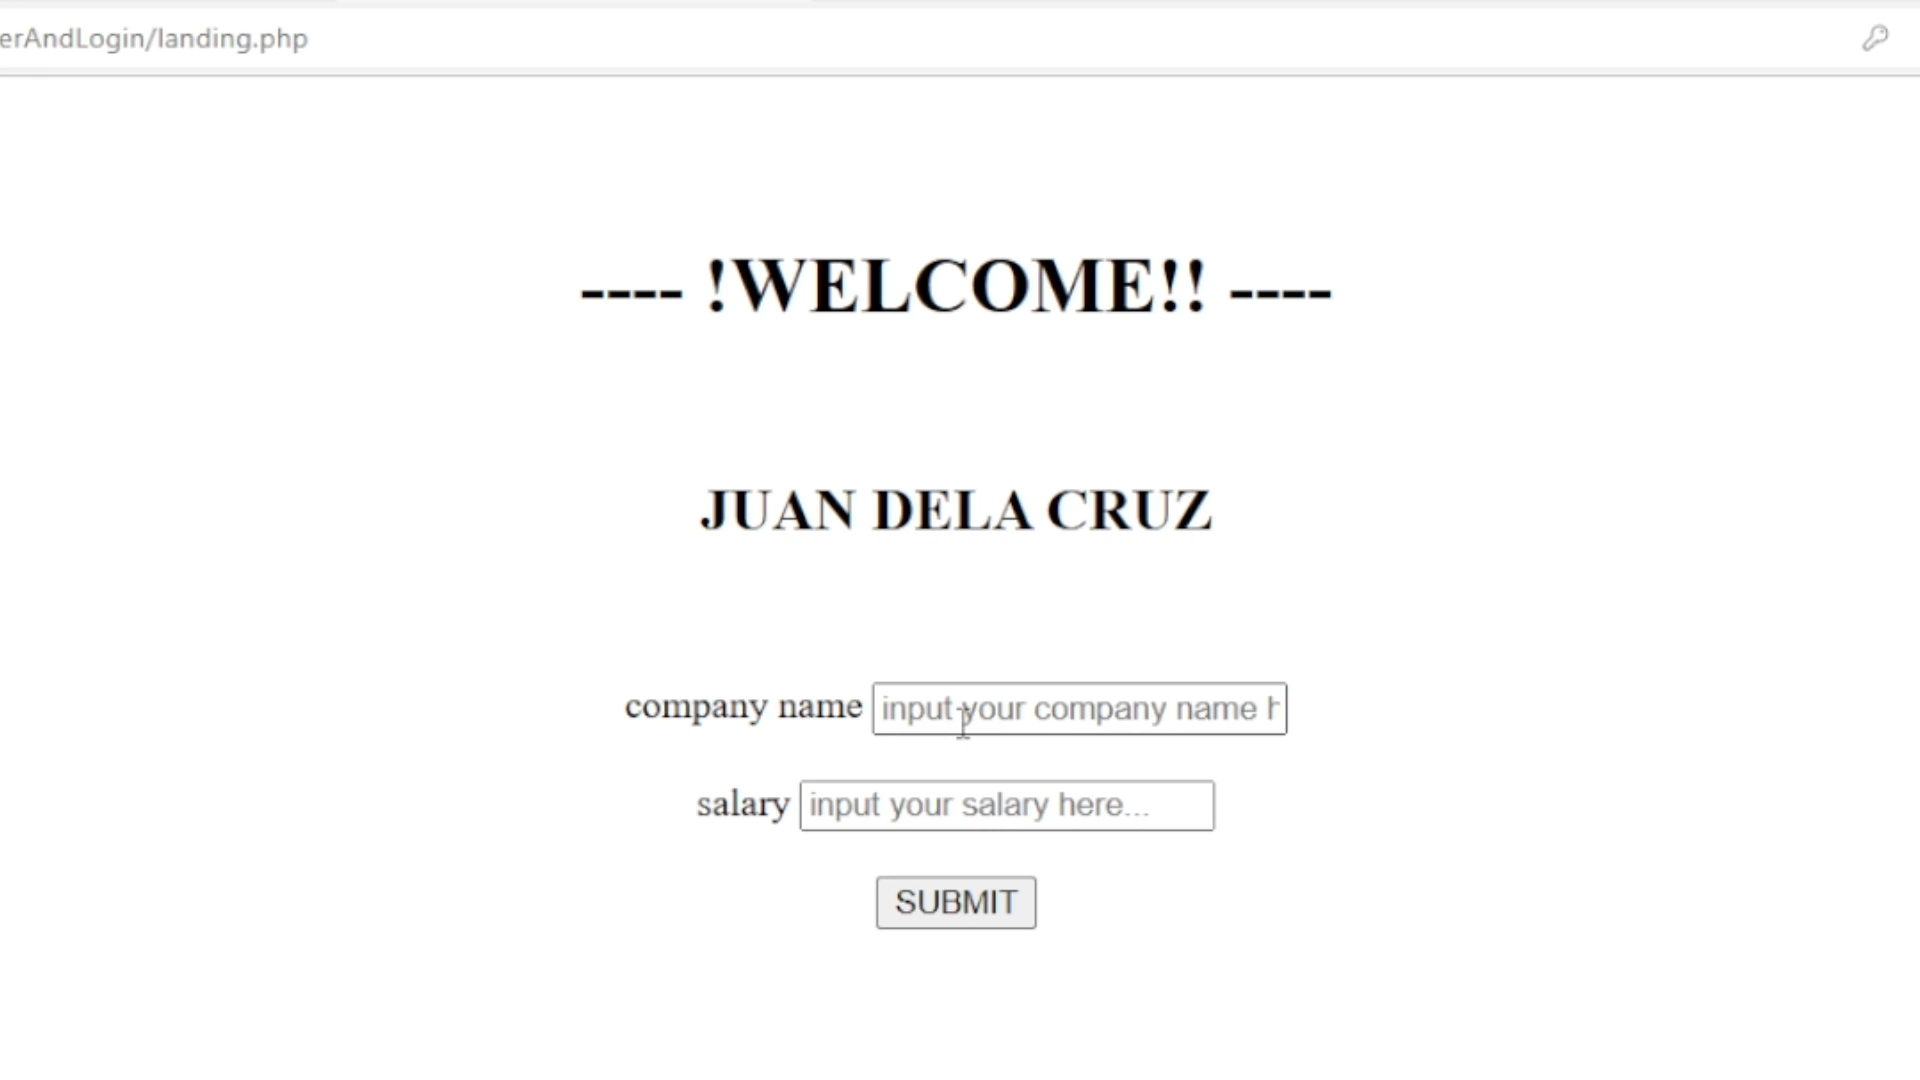 erAndLogin/landing.php
---- !WELCOME!! ----
JUAN DELA CRUZ
company name input your company name h
salary input your salary here...
SUBMIT